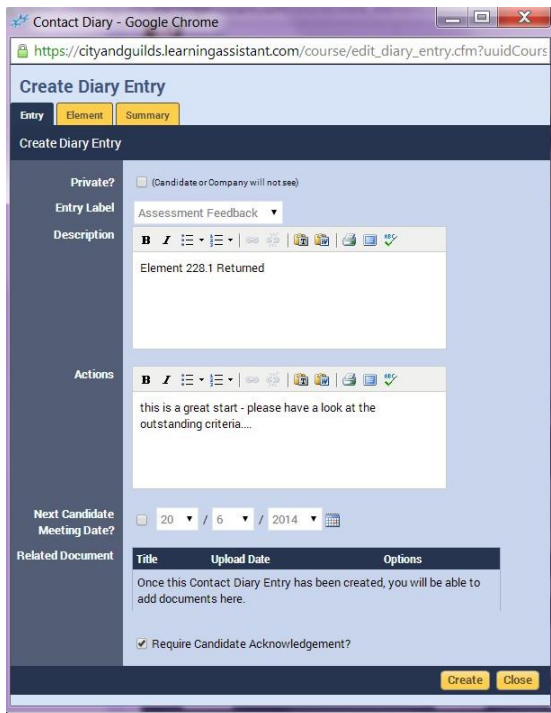 Contact Diary - Google Chrome
https://cityandguilds.learningassistant.com/course/edit_diary_entry.cfm?uuidCours
Create Diary Entry
Entry Element Summary
Create Diary Entry
Private? (Candidate or Company will not see)
Entry Label Assessment Feedback
Description B I ABC
Element 228.1 Returned
Actions B I ABC
this is a great start - please have a look at the
outstanding criteria....
Next Candidate
Meeting Date? 20 / 6 / 2014
Related Document Title Upload Date Options
Once this Contact Diary Entry has been created, you will be able to
add documents here.
Require Candidate Acknowledgement?
Create Close